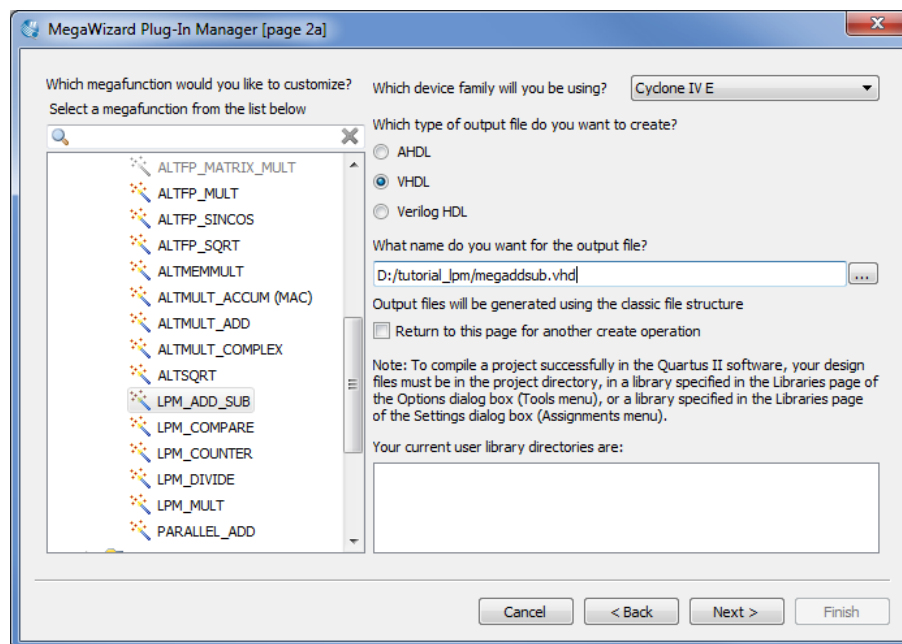 MegaWizard Plug-In Manager [page 2a]
Which megafunction would you like to customize?
Select a megafunction from the list below
ALTFP_MATRIX_MULT
ALTFP_MULT
ALTFP_SINCOS
ALTFP_SQRT
ALTMEMMULT
ALTMULT_ACCUM (MAC)
ALTMULT_ADD
ALTMULT_COMPLEX
ALTSQRT
LPM_ADD_SUB
LPM_COMPARE
LPM_COUNTER
LPM_DIVIDE
LPM_MULT
PARALLEL_ADD
Which device family will you be using?
Cyclone IV E
Which type of output file do you want to create?
AHDL
VHDL
Verilog HDL
What name do you want for the output file?
D:/tutorial_lpm/megaddsub.vhd
...
Output files will be generated using the classic file structure
Return to this page for another create operation
Note: To compile a project successfully in the Quartus II software, your design
files must be in the project directory, in a library specified in the Libraries page of
the Options dialog box (Tools menu), or a library specified in the Libraries page
of the Settings dialog box (Assignments menu).
Your current user library directories are:
Cancel
< Back
Next >
Finish